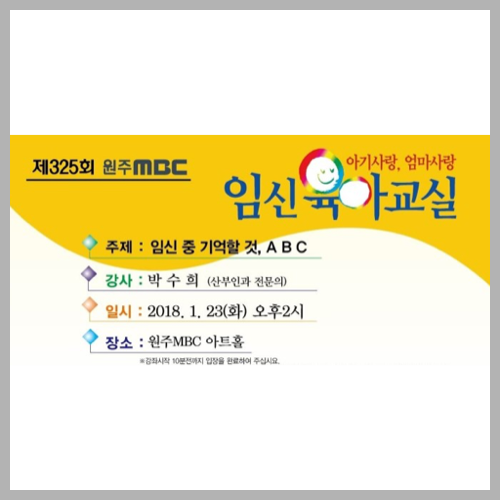 제325회 원주MBC
아기사랑, 엄마사랑
임신육아교실
주제 : 임신 중 기억할 것, A B C
강사 : 박 수 희 (산부인과 전문의)
일시 : 2018. 1. 23(화) 오후2시
장소 : 원주MBC 아트홀
※강좌시작 10분전까지 입장을 완료하여 주십시요.